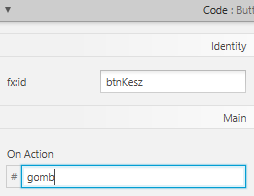 Code : Butt
Identity
fx:id
btnKesz
Main
On Action
# gomb